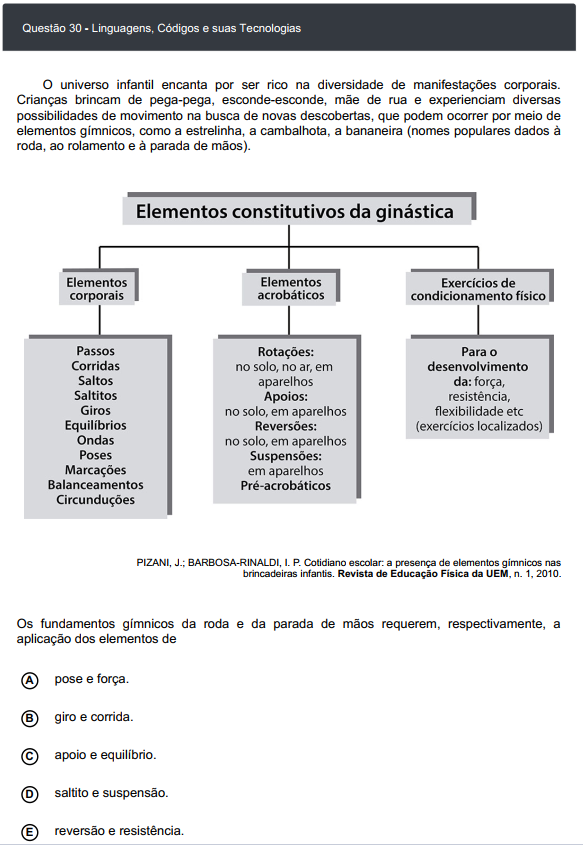 Questão 30 - Linguagens, Códigos e suas Tecnologias
O universo infantil encanta por ser rico na diversidade de manifestações corporais.
Crianças brincam de pega-pega, esconde-esconde, mãe de rua e experienciam diversas
possibilidades de movimento na busca de novas descobertas, que podem ocorrer por meio de
elementos gímnicos, como a estrelinha, a cambalhota, a bananeira (nomes populares dados à
roda, ao rolamento e à parada de mãos).
Elementos constitutivos da ginástica
Elementos
corporais
Passos
Corridas
Saltos
Saltitos
Giros
Equilíbrios
Ondas
Poses
Marcações
Balanceamentos
Circunduções
Elementos
acrobáticos
Rotações:
no solo, no ar, em
aparelhos
Apoios:
no solo, em aparelhos
Reversões:
no solo, em aparelhos
Suspensões:
em aparelhos
Pré-acrobáticos
Exercícios de
condicionamento físico
Para o
desenvolvimento
da: força,
resistência,
flexibilidade etc
(exercícios localizados)
PIZANI, J.; BARBOSA-RINALDI, I. P. Cotidiano escolar: a presença de elementos gímnicos nas
brincadeiras infantis. Revista de Educação Física da UEM, n. 1, 2010.
Os fundamentos gímnicos da roda e da parada de mãos requerem, respectivamente, a
aplicação dos elementos de
A pose e força.
B giro e corrida.
C apoio e equilíbrio.
D saltito e suspensão.
E reversão e resistência.